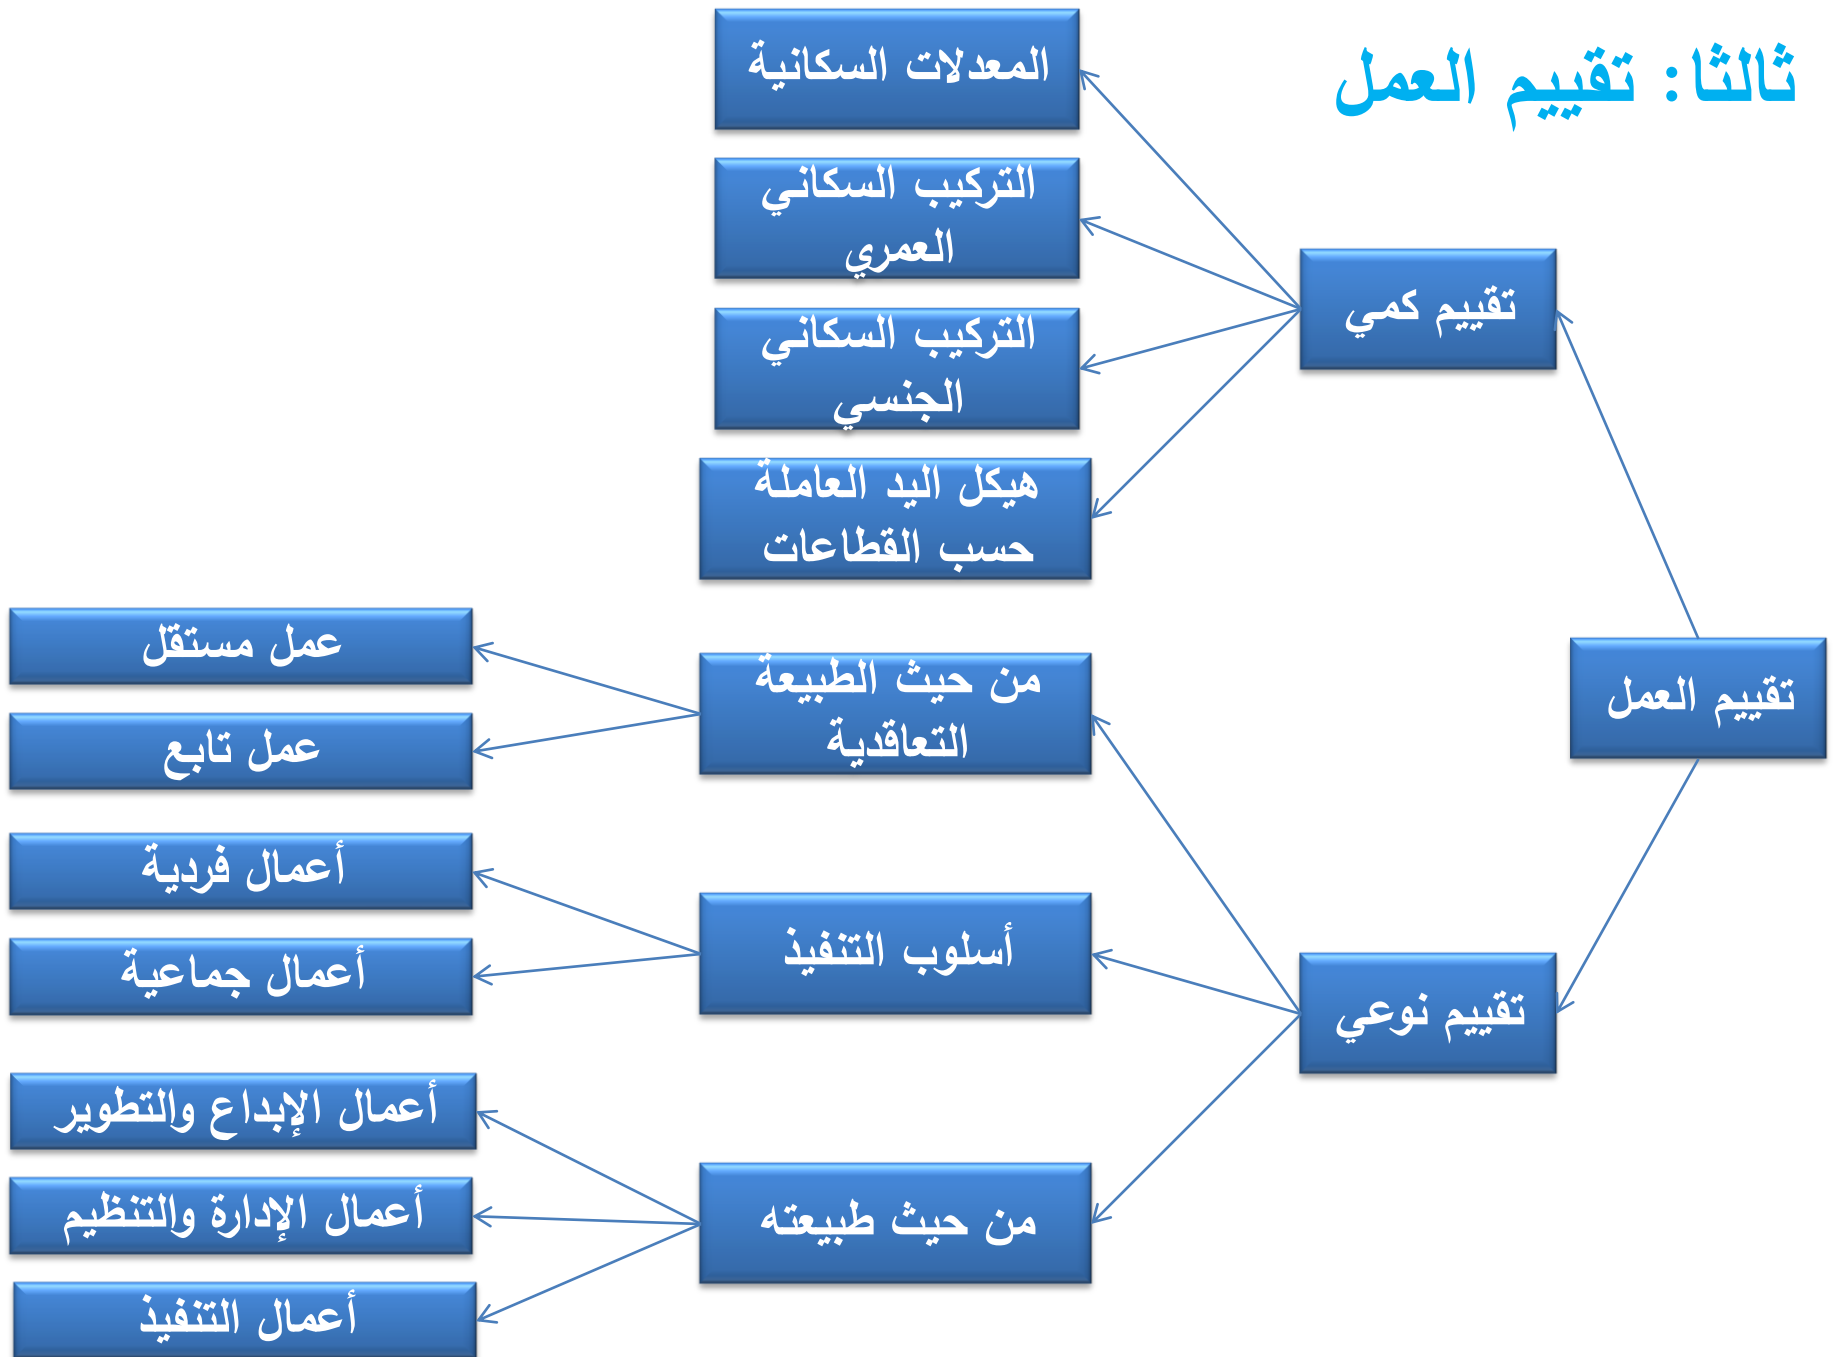 ثالثا: تقييم العمل
تقييم العمل
تقييم كمي
المعدلات السكانية
التركيب السكاني
العمري
التركيب السكاني
الجنسي
هيكل اليد العاملة
حسب القطاعات
تقييم نوعي
من حيث الطبيعة
التعاقدية
عمل مستقل
عمل تابع
أسلوب التنفيذ
أعمال فردية
أعمال جماعية
من حيث طبيعته
أعمال الإبداع والتطوير
أعمال الإدارة والتنظيم
أعمال التنفيذ